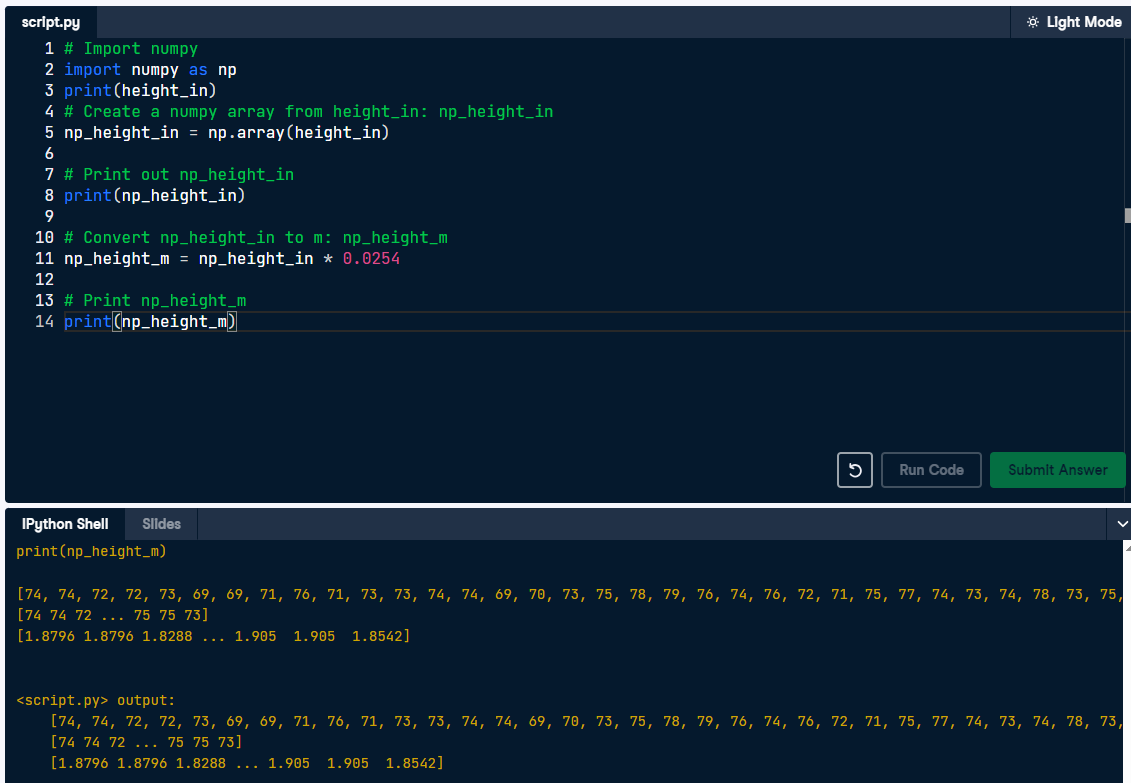 script.py
Light Mode
1 # Import numpy
2 import numpy as np
3 print(height_in)
4 # Create a numpy array from height_in: np_height_in
5 np_height_in = np.array(height_in)
6
7 # Print out np_height_in
8 print(np_height_in)
9
10 # Convert np_height_in to m: np_height_m
11 np_height_m = np_height_in * 0.0254
12
13 # Print np_height_m
14 print(np_height_m)
Run Code
Submit Answer
IPython Shell
Slides
print(np_height_m)
[74, 74, 72, 72, 73, 69, 69, 71, 76, 71, 73, 73, 74, 74, 69, 70, 73, 75, 78, 79, 76, 74, 76, 72, 71, 75, 77, 74, 73, 74, 78, 73, 75,
[74 74 72 ... 75 75 73]
[1.8796 1.8796 1.8288 ... 1.905  1.905  1.8542]
<script.py> output:
[74, 74, 72, 72, 73, 69, 69, 71, 76, 71, 73, 73, 74, 74, 69, 70, 73, 75, 78, 79, 76, 74, 76, 72, 71, 75, 77, 74, 73, 74, 78, 73,
[74 74 72 ... 75 75 73]
[1.8796 1.8796 1.8288 ... 1.905  1.905  1.8542]